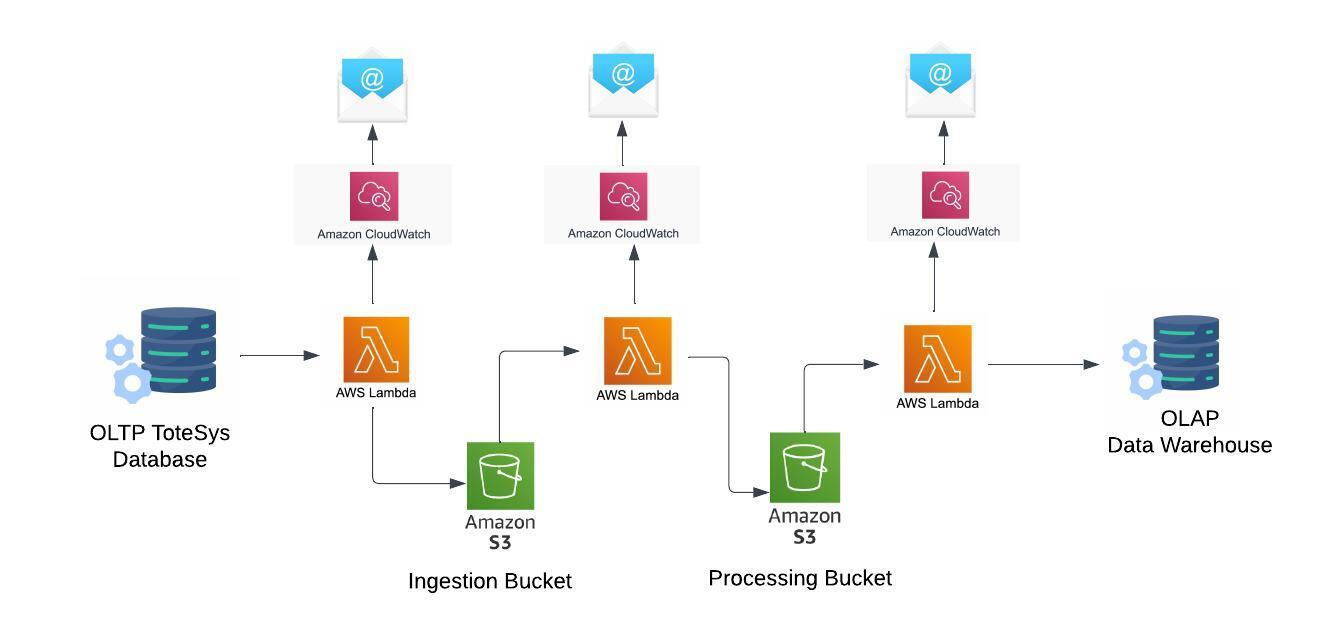 @
@
@
Amazon CloudWatch
Amazon CloudWatch
Amazon CloudWatch
OLTP ToteSys
Database
AWS Lambda
AWS Lambda
AWS Lambda
OLAP
Data Warehouse
Amazon
S3
Ingestion Bucket
Amazon
S3
Processing Bucket